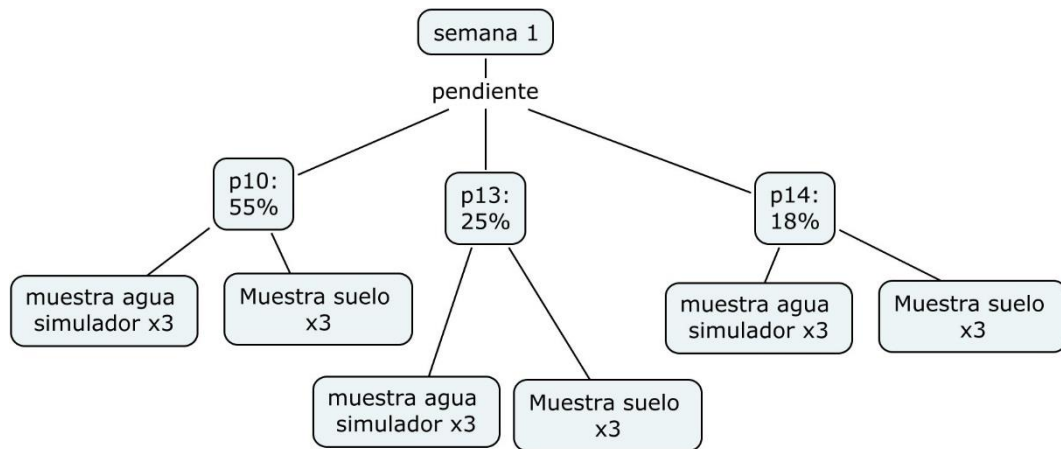 semana 1
pendiente
p10:
55%
p13:
25%
p14:
18%
muestra agua
simulador x3
Muestra suelo
x3
muestra agua
simulador x3
Muestra suelo
x3
muestra agua
simulador x3
Muestra suelo
x3